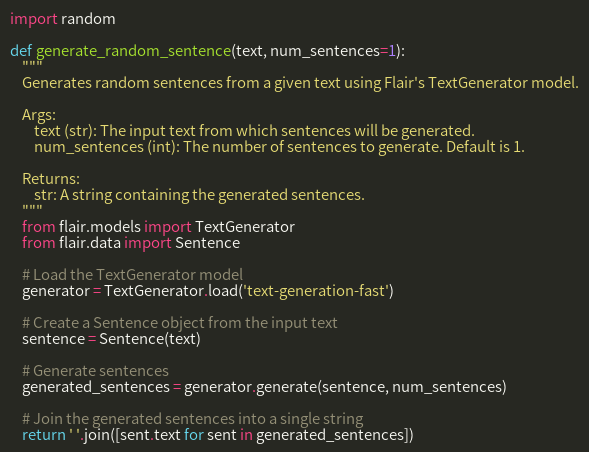 import random

def generate_random_sentence(text, num_sentences=1):
    """
    Generates random sentences from a given text using Flair's TextGenerator model.

    Args:
        text (str): The input text from which sentences will be generated.
        num_sentences (int): The number of sentences to generate. Default is 1.

    Returns:
        str: A string containing the generated sentences.
    """
    from flair.models import TextGenerator
    from flair.data import Sentence

    # Load the TextGenerator model
    generator = TextGenerator.load('text-generation-fast')

    # Create a Sentence object from the input text
    sentence = Sentence(text)

    # Generate sentences
    generated_sentences = generator.generate(sentence, num_sentences)

    # Join the generated sentences into a single string
    return ' '.join([sent.text for sent in generated_sentences])